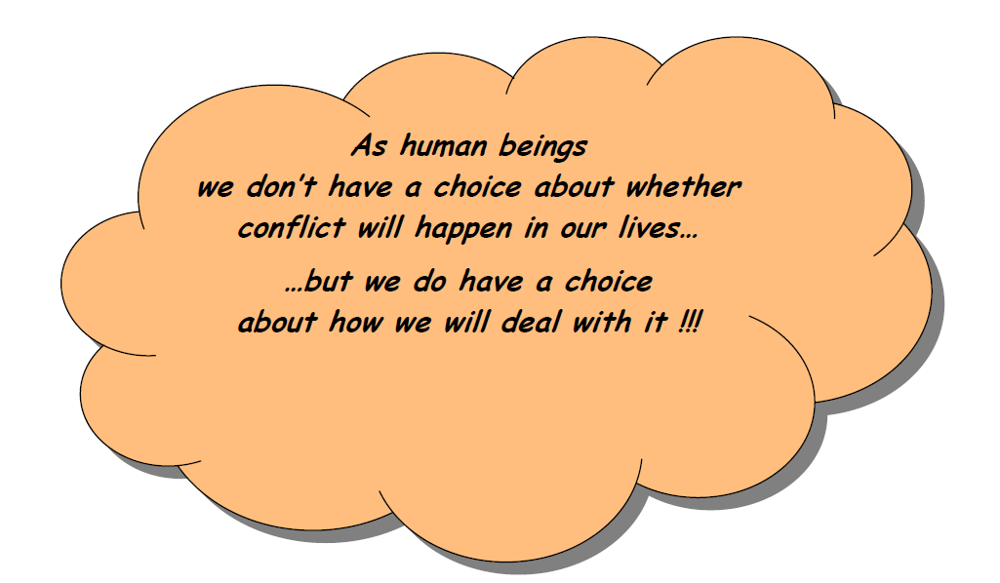 As human beings
we don't have a choice about whether
conflict will happen in our lives…
…but we do have a choice
about how we will deal with it !!!